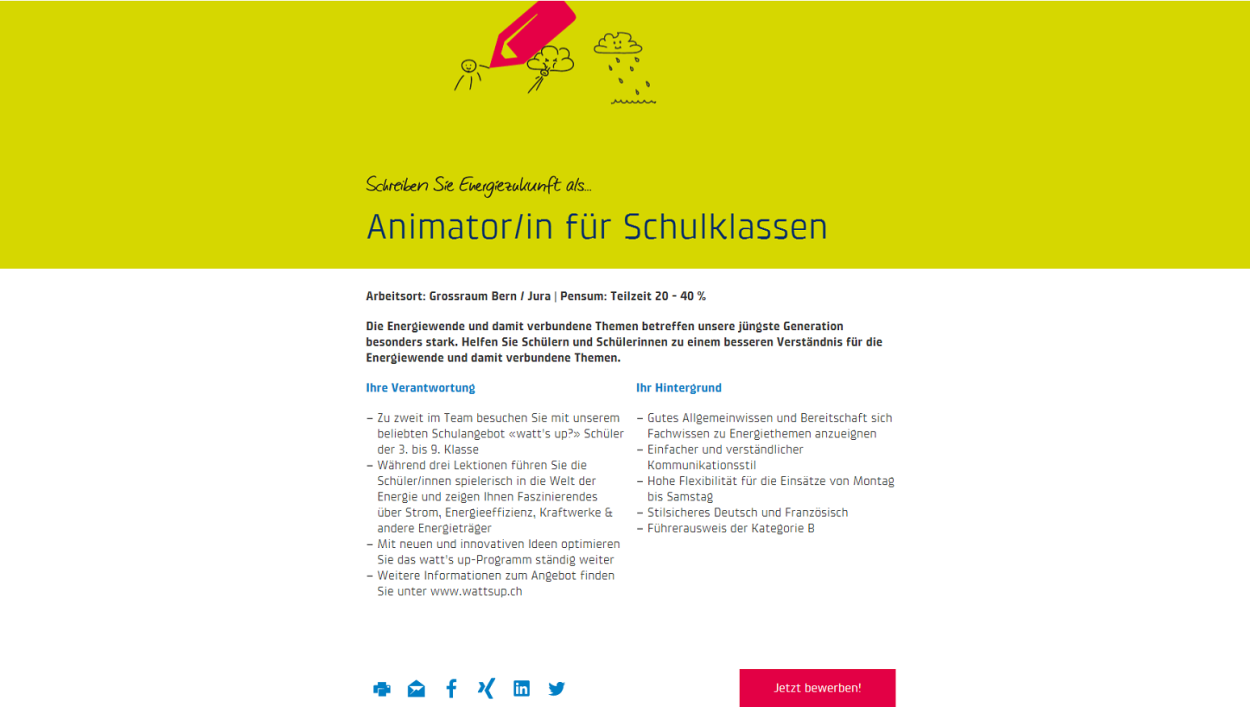 Schreiben Sie Energiezukunft als...
Animator/in für Schulklassen
Arbeitsort: Grossraum Bern / Jura | Pensum: Teilzeit 20 - 40 %
Die Energiewende und damit verbundene Themen betreffen unsere jüngste Generation
besonders stark. Helfen Sie Schülern und Schülerinnen zu einem besseren Verständnis für die
Energiewende und damit verbundene Themen.
Ihre Verantwortung
– Zu zweit im Team besuchen Sie mit unserem
beliebten Schulangebot «watt's up?» Schüler
der 3. bis 9. Klasse
– Während drei Lektionen führen Sie die
Schüler/innen spielerisch in die Welt der
Energie und zeigen Ihnen Faszinierendes
über Strom, Energieeffizienz, Kraftwerke &
andere Energieträger
– Mit neuen und innovativen Ideen optimieren
Sie das watt's up-Programm ständig weiter
– Weitere Informationen zum Angebot finden
Sie unter www.wattsup.ch
Ihr Hintergrund
– Gutes Allgemeinwissen und Bereitschaft sich
Fachwissen zu Energiethemen anzueignen
– Einfacher und verständlicher
Kommunikationsstil
– Hohe Flexibilität für die Einsätze von Montag
bis Samstag
– Stilsicheres Deutsch und Französisch
– Führerausweis der Kategorie B
Jetzt bewerben!